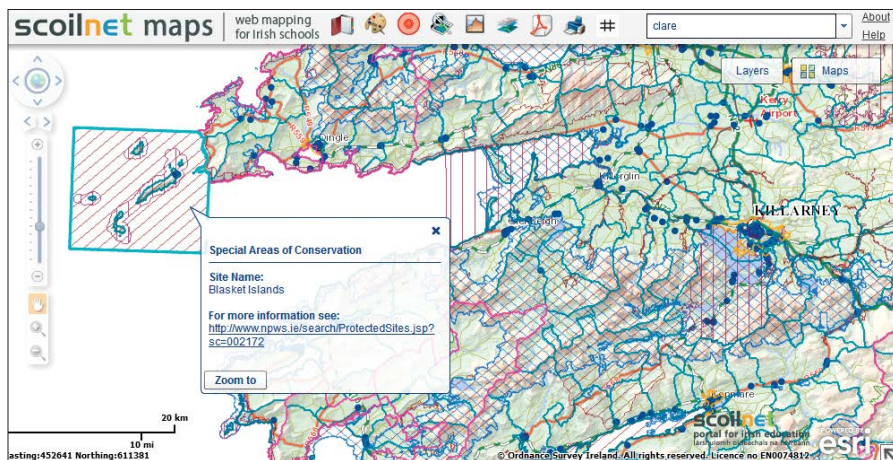 scoilnet maps
web mapping
for Irish schools
clare
About
Help
Layers
Maps
Kerry
Airport
Dingle
Killorglin
KILLARNEY
Glenbeigh
Kenmare
R559
Special Areas of Conservation
Site Name:
Blasket Islands
For more information see:
http://www.npws.ie/search/ProtectedSites.jsp?
sc=002172
Zoom to
20 km
10 mi
asting:452641 Northing:611381
scoilnet
portal for irish education
POWERED BY
esri
© Ordnance Survey Ireland. All rights reserved. Licence no EN0074812